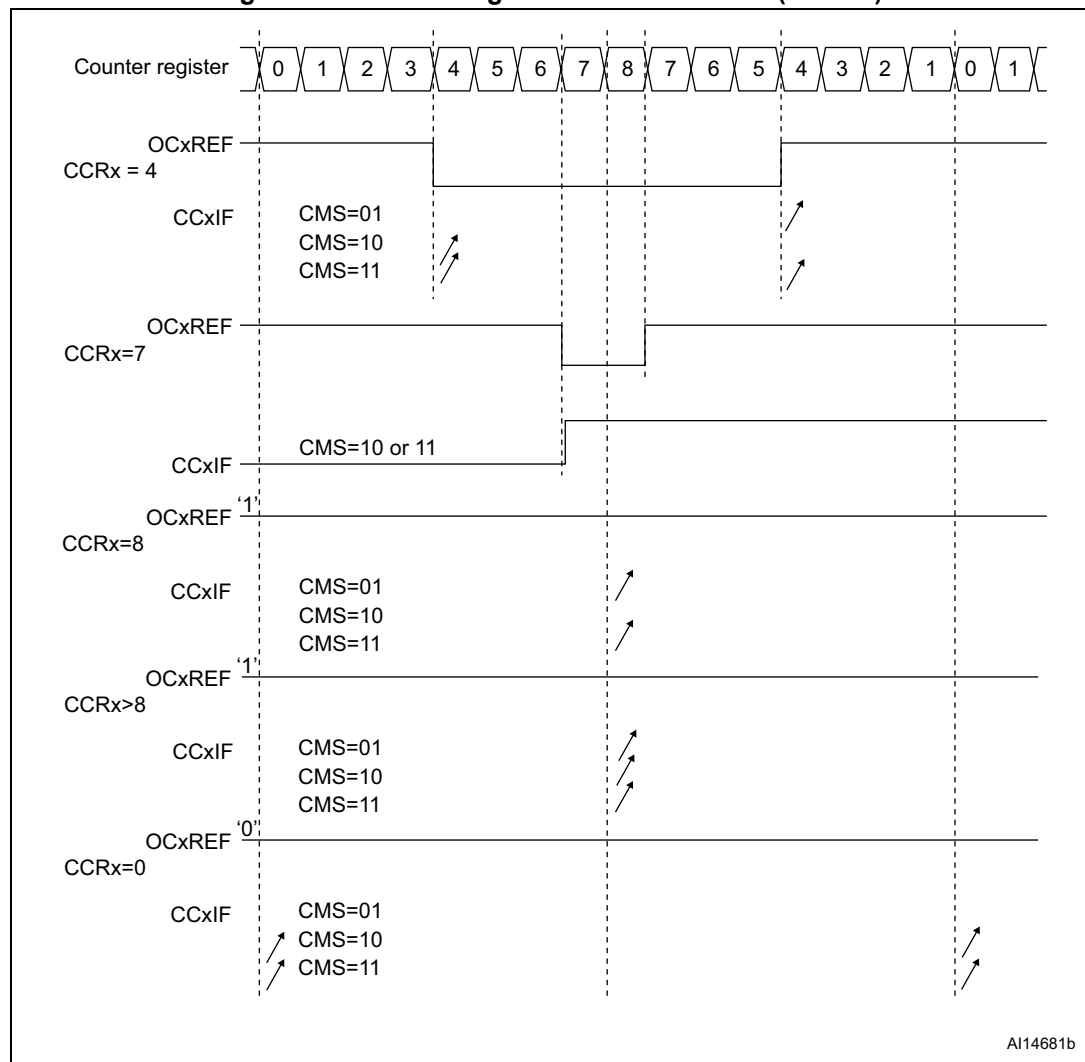 Counter register 0 1 2 3 4 5 6 7 8 7 6 5 4 3 2 1 0 1
OCxREF
CCRx = 4
CCxIF CMS=01
CMS=10
CMS=11
OCxREF
CCRx=7
CMS=10 or 11
CCxIF
OCxREF '1'
CCRx=8
CCxIF CMS=01
CMS=10
CMS=11
OCxREF '1'
CCRx>8
CCxIF CMS=01
CMS=10
CMS=11
OCxREF '0'
CCRx=0
CCxIF CMS=01
CMS=10
CMS=11
AI14681b